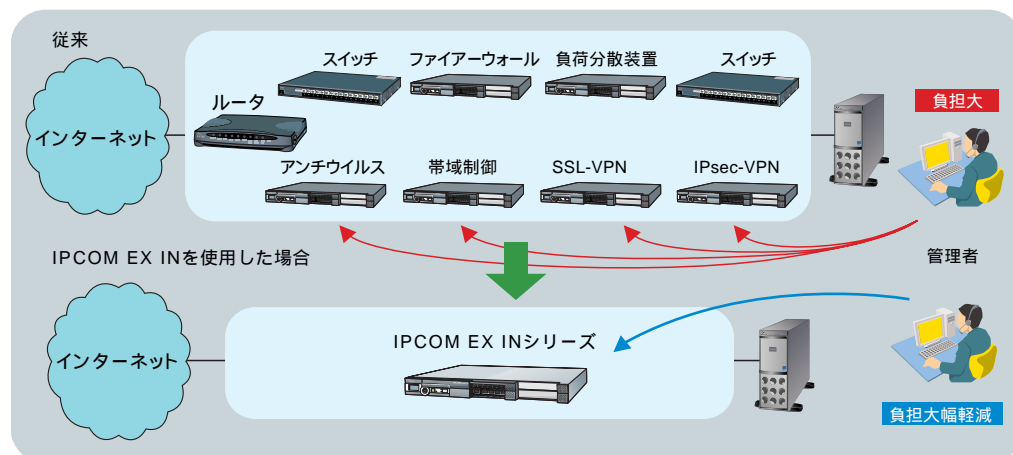 従来
スイッチ
ファイアーウォール
負荷分散装置
スイッチ
ルータ
負担大
インターネット
アンチウイルス
帯域制御
SSL-VPN
IPsec-VPN
IPCOM EX INを使用した場合
管理者
IPCOM EX INシリーズ
インターネット
負担大幅軽減